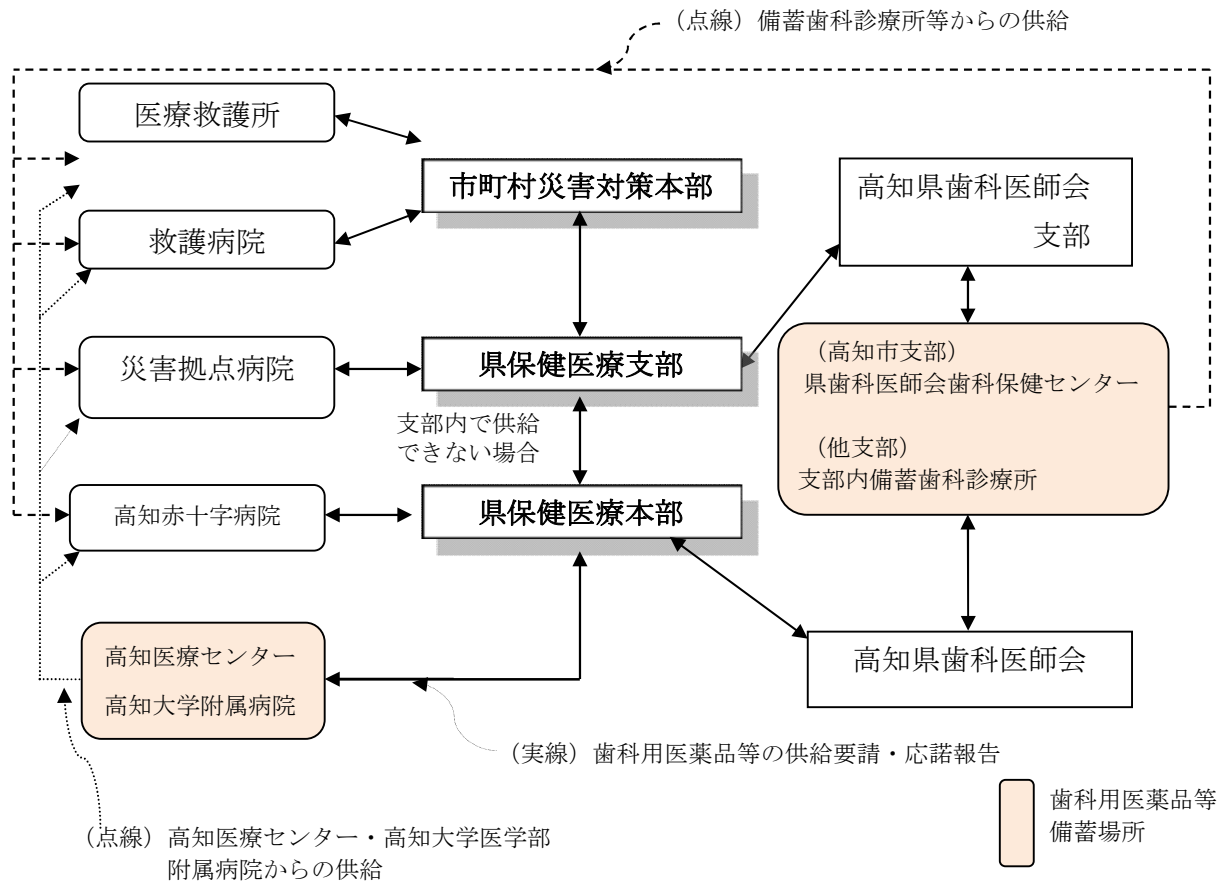 （点線）備蓄歯科診療所等からの供給
医療救護所
市町村災害対策本部
高知県歯科医師会
支部
救護病院
災害拠点病院
県保健医療支部
（高知市支部）
県歯科医師会歯科保健センター
（他支部）
支部内備蓄歯科診療所
支部内で供給
できない場合
高知赤十字病院
県保健医療本部
高知医療センター
高知大学附属病院
高知県歯科医師会
（実線）歯科用医薬品等の供給要請・応諾報告
歯科用医薬品等
備蓄場所
（点線）高知医療センター・高知大学医学部
附属病院からの供給